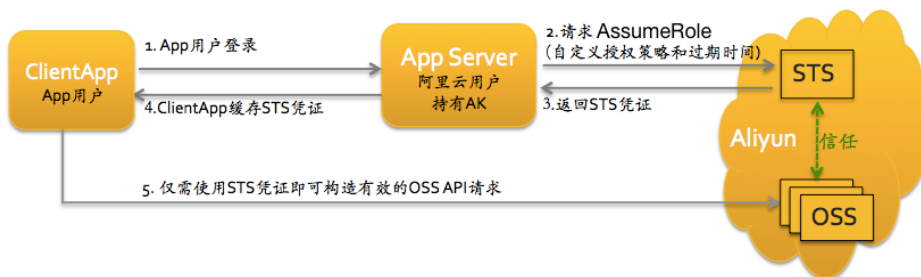 ClientApp
App用户
1. App用户登录
4.ClientApp缓存STS凭证
App Server
阿里云用户
持有AK
2.请求 AssumeRole
(自定义授权策略和过期时间)
3.返回STS凭证
STS
Aliyun
信任
OSS
5. 仅需使用STS凭证即可构造有效的OSS API请求